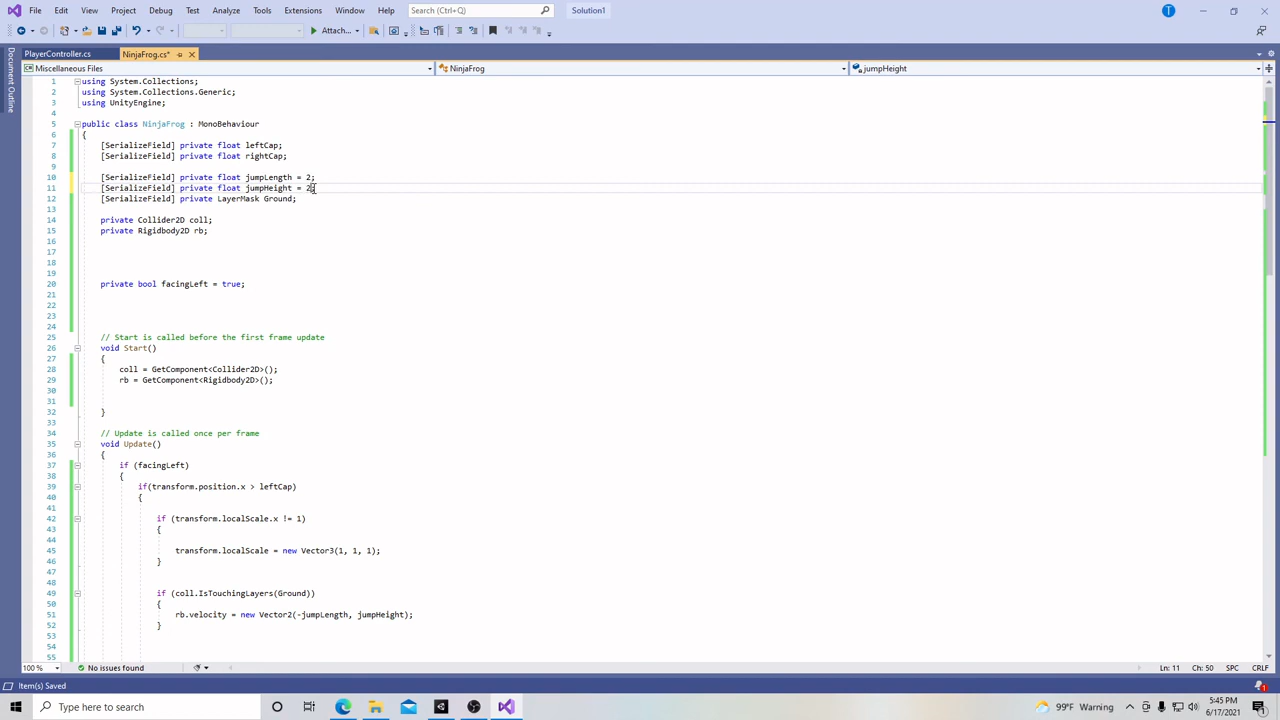 File Edit View Debug Test Analyze Tools Extensions Window Help Search (Ctrl+Q) Solution1 T
Attach...
PlayerController.cs NinjaFrog.cs*
Miscellaneous Files NinjaFrog jumpHeight
Document Outline
1 using System.Collections;
2 using System.Collections.Generic;
3 using UnityEngine;
4
5 public class NinjaFrog : MonoBehaviour
6 {
7 [SerializeField] private float leftCap;
8 [SerializeField] private float rightCap;
9
10 [SerializeField] private float jumpLength = 2;
11 [SerializeField] private float jumpHeight = 2;
12 [SerializeField] private LayerMask Ground;
13
14 private Collider2D coll;
15 private Rigidbody2D rb;
16
17
18
19
20 private bool facingLeft = true;
21
22
23
24
25 // Start is called before the first frame update
26 void Start()
27 {
28 coll = GetComponent<Collider2D>();
29 rb = GetComponent<Rigidbody2D>();
30
31
32 }
33
34 // Update is called once per frame
35 void Update()
36 {
37 if (facingLeft)
38 {
39 if(transform.position.x > leftCap)
40 {
41
42 if (transform.localScale.x != 1)
43 {
44
45 transform.localScale = new Vector3(1, 1, 1);
46 }
47
48
49 if (coll.IsTouchingLayers(Ground))
50 {
51 rb.velocity = new Vector2(-jumpLength, jumpHeight);
52 }
53
54
55
100 % No issues found Ln: 11 Ch: 50 SPC CRLF
Item(s) Saved 1
Type here to search 99°F Warning 5:45 PM
6/17/2021 1